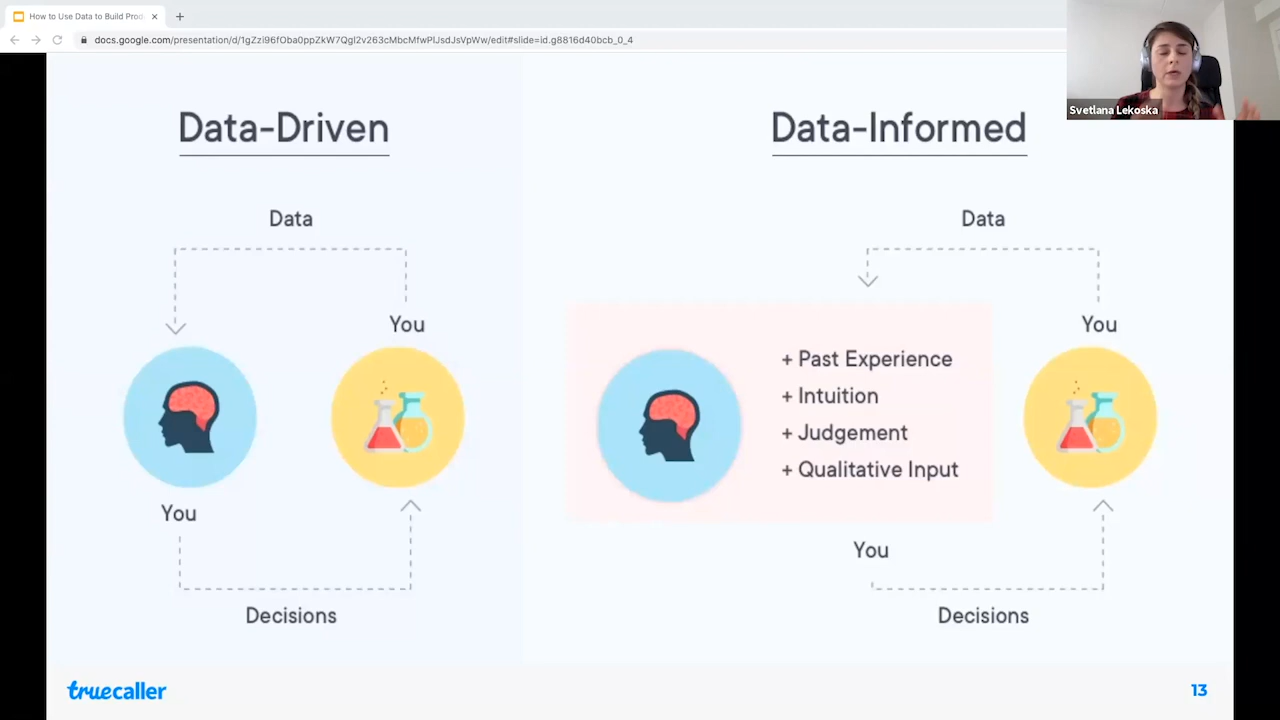 How to Use Data to Build Prod
docs.google.com/presentation/d/1gZzi96fOba0ppZkW7QgI2v263cMbcMfwPlJsdJsVpWw/edit#slide=id.g8816d40bcb_0_4
Svetlana Lekoska
Data-Driven
Data
You
You
Decisions
Data-Informed
Data
You
+ Past Experience
+ Intuition
+ Judgement
+ Qualitative Input
You
Decisions
truecaller
13